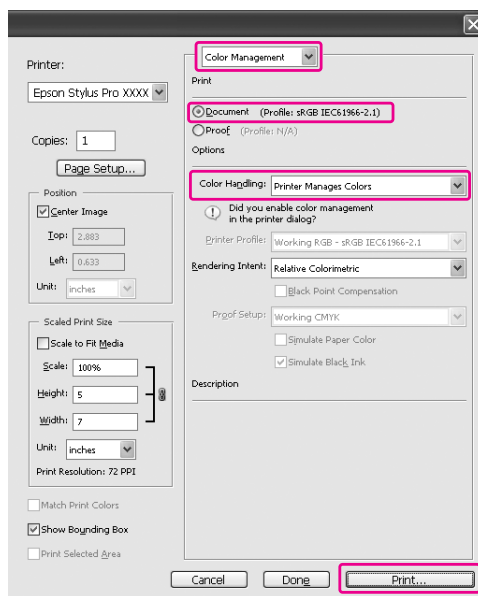 Printer:
Epson Stylus Pro XXXX
Copies: 1
Page Setup...
Position
Center Image
Top: 2.883
Left: 0.633
Unit: inches
Scaled Print Size
Scale to Fit Media
Scale: 100%
Height: 5
Width: 7
Unit: inches
Print Resolution: 72 PPI
Match Print Colors
Show Bounding Box
Print Selected Area
Color Management
Print
Document (Profile: sRGB IEC61966-2.1)
Proof (Profile: N/A)
Options
Color Handling: Printer Manages Colors
Did you enable color management
in the printer dialog?
Printer Profile: Working RGB - sRGB IEC61966-2.1
Rendering Intent: Relative Colorimetric
Black Point Compensation
Proof Setup: Working CMYK
Simulate Paper Color
Simulate Black Ink
Description
Cancel Done Print...